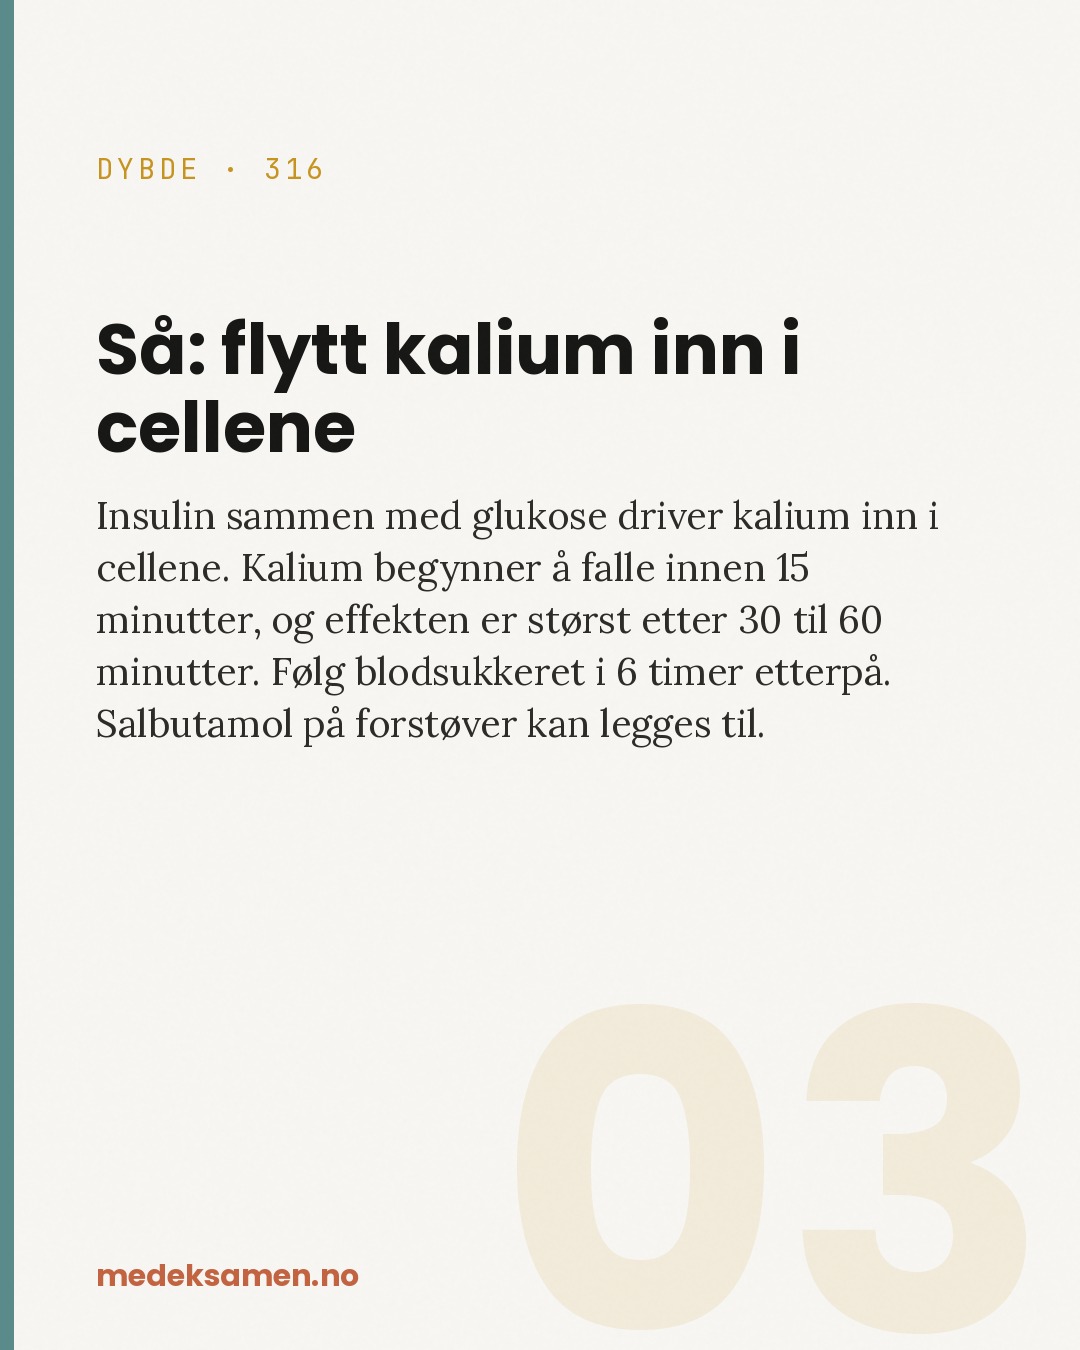 DYBDE · 316
Så: flytt kalium inn i
cellene
Insulin sammen med glukose driver kalium inn i
cellene. Kalium begynner å falle innen 15
minutter, og effekten er størst etter 30 til 60
minutter. Følg blodsukkeret i 6 timer etterpå.
Salbutamol på forstøver kan legges til.
03
medeksamen.no